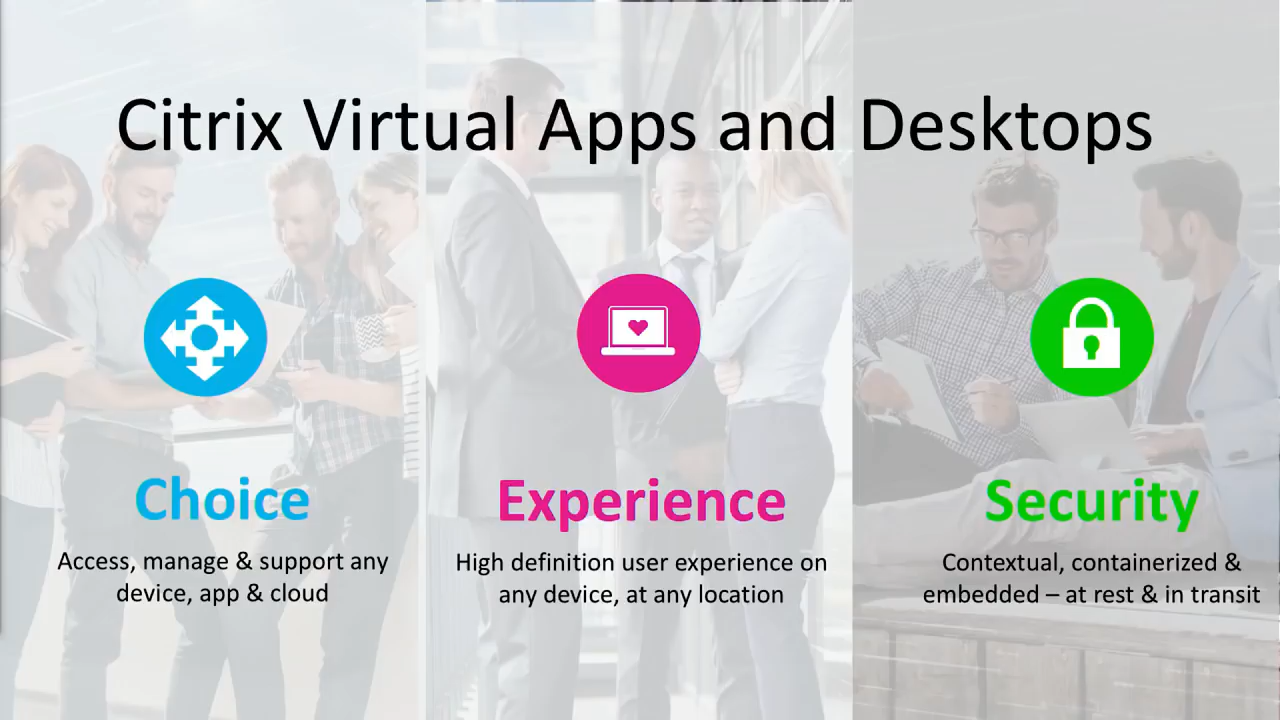 Citrix Virtual Apps and Desktops
Choice
Access, manage & support any
device, app & cloud
Experience
High definition user experience on
any device, at any location
Security
Contextual, containerized &
embedded – at rest & in transit